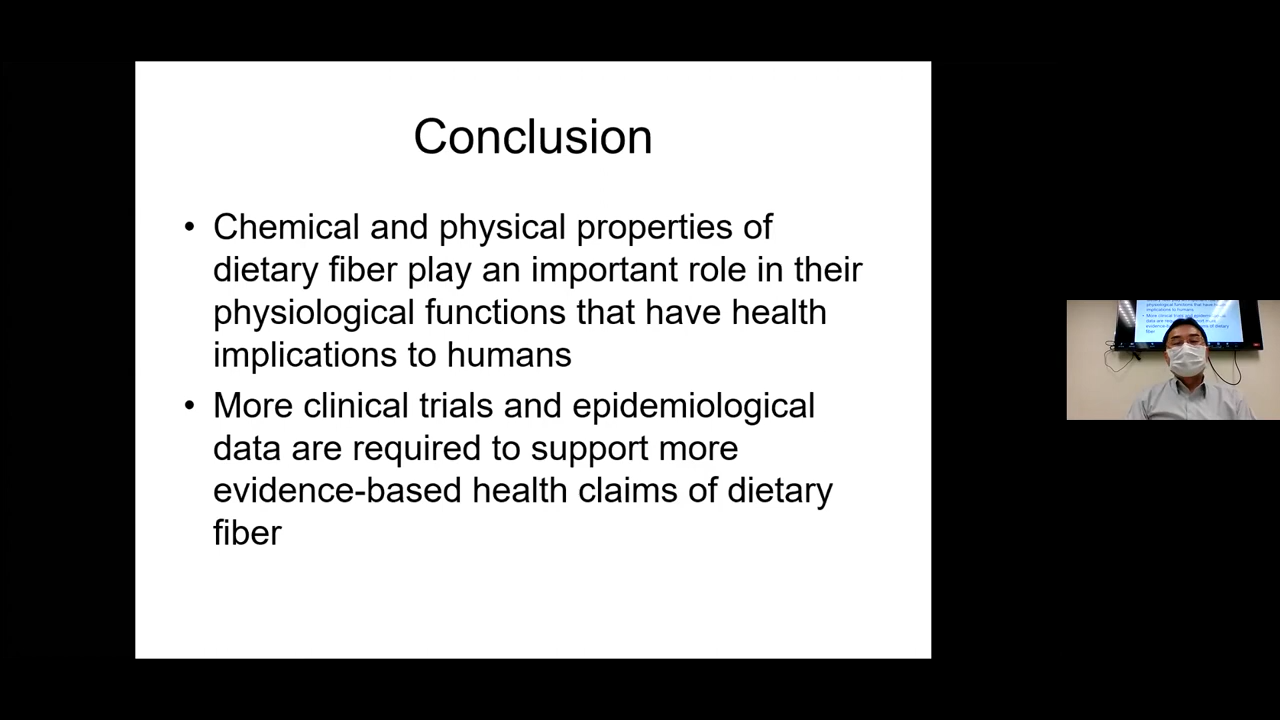 Conclusion
• Chemical and physical properties of
dietary fiber play an important role in their
physiological functions that have health
implications to humans
• More clinical trials and epidemiological
data are required to support more
evidence-based health claims of dietary
fiber